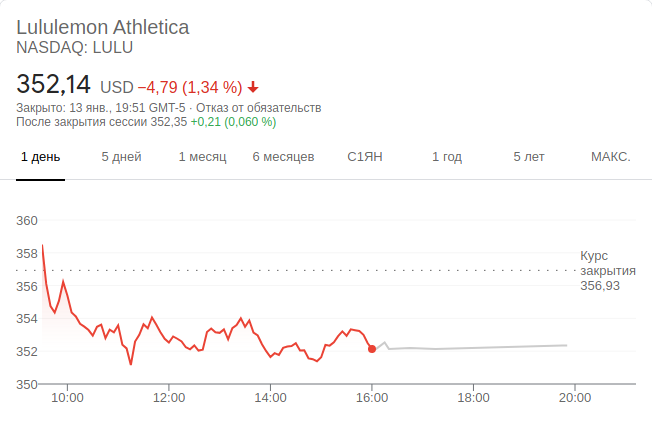 Lululemon Athletica
NASDAQ: LULU
352,14 USD −4,79 (1,34 %)
Закрыто: 13 янв., 19:51 GMT-5 · Отказ от обязательств
После закрытия сессии 352,35 +0,21 (0,060 %)
1 день 5 дней 1 месяц 6 месяцев С1ЯН 1 год 5 лет МАКС.
360
358
Курс
закрытия
356,93
356
354
352
350
10:00 12:00 14:00 16:00 18:00 20:00